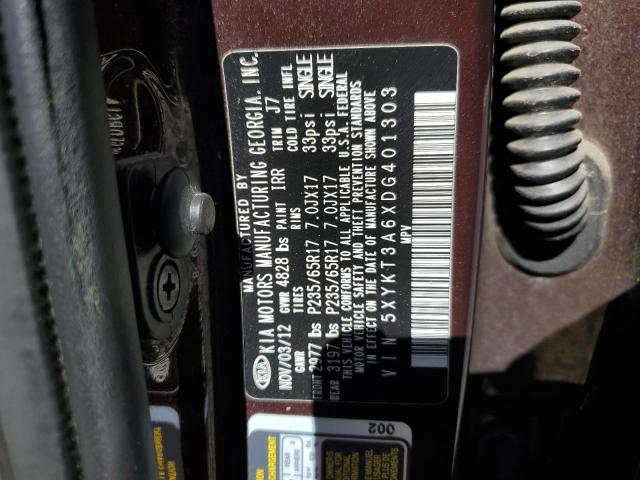 MANUFACTURED BY
KIA KIA MOTORS MANUFACTURING GEORGIA. INC.
NOV/03/12 GVWR 4828 lbs PAINT IRR TRIM J7
GAWR TIRES RIMS COLD TIRE INFL
FRONT 2977 lbs P235/65R17 7.0JX17 33psi SINGLE
REAR 3197 lbs P235/65R17 7.0JX17 33psi SINGLE
THIS VEHICLE CONFORMS TO ALL APPLICABLE U.S.A. FEDERAL
MOTOR VEHICLE SAFETY AND THEFT PREVENTION STANDARDS
IN EFFECT ON THE DATE OF MANUFACTURE SHOWN ABOVE
VIN 5XYKT3A6XDG401303
MPV
002
REAR